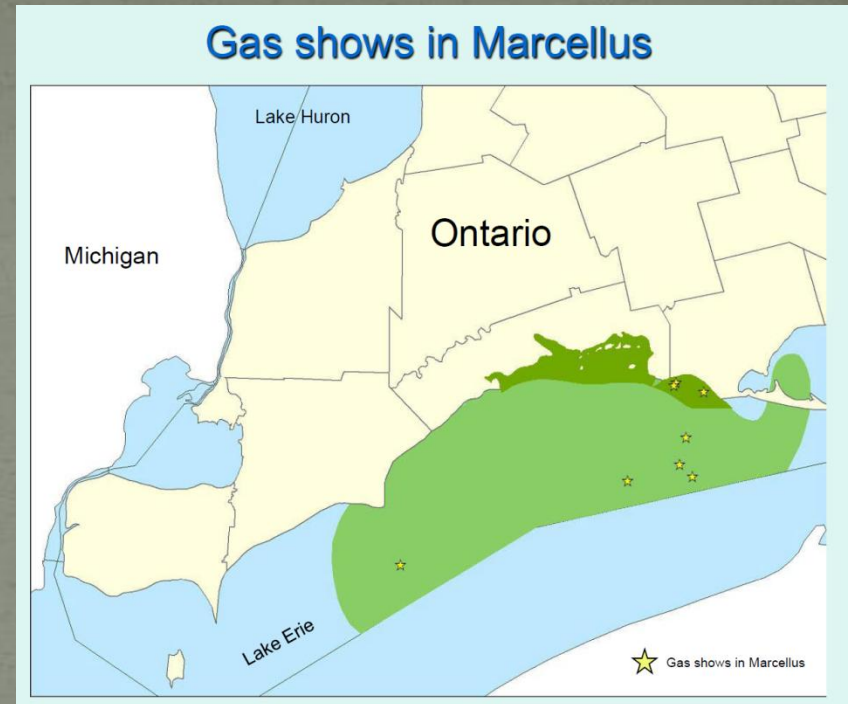 Gas shows in Marcellus
Lake Huron
Ontario
Michigan
Lake Erie
Gas shows in Marcellus